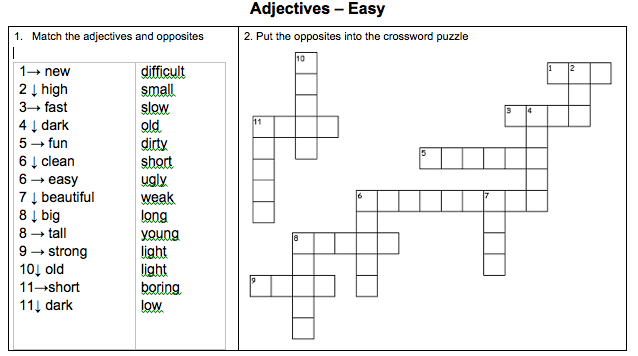 Adjectives – Easy
1. Match the adjectives and opposites
1→ new difficult
2 ↓ high small
3→ fast slow
4 ↓ dark old
5 → fun dirty
6 ↓ clean short
6 → easy ugly
7 ↓ beautiful weak
8 ↓ big long
8 → tall young
9 → strong light
10↓ old light
11→short boring
11↓ dark low
2. Put the opposites into the crossword puzzle
10
1 2
3 4
11
5
6 7
8
9